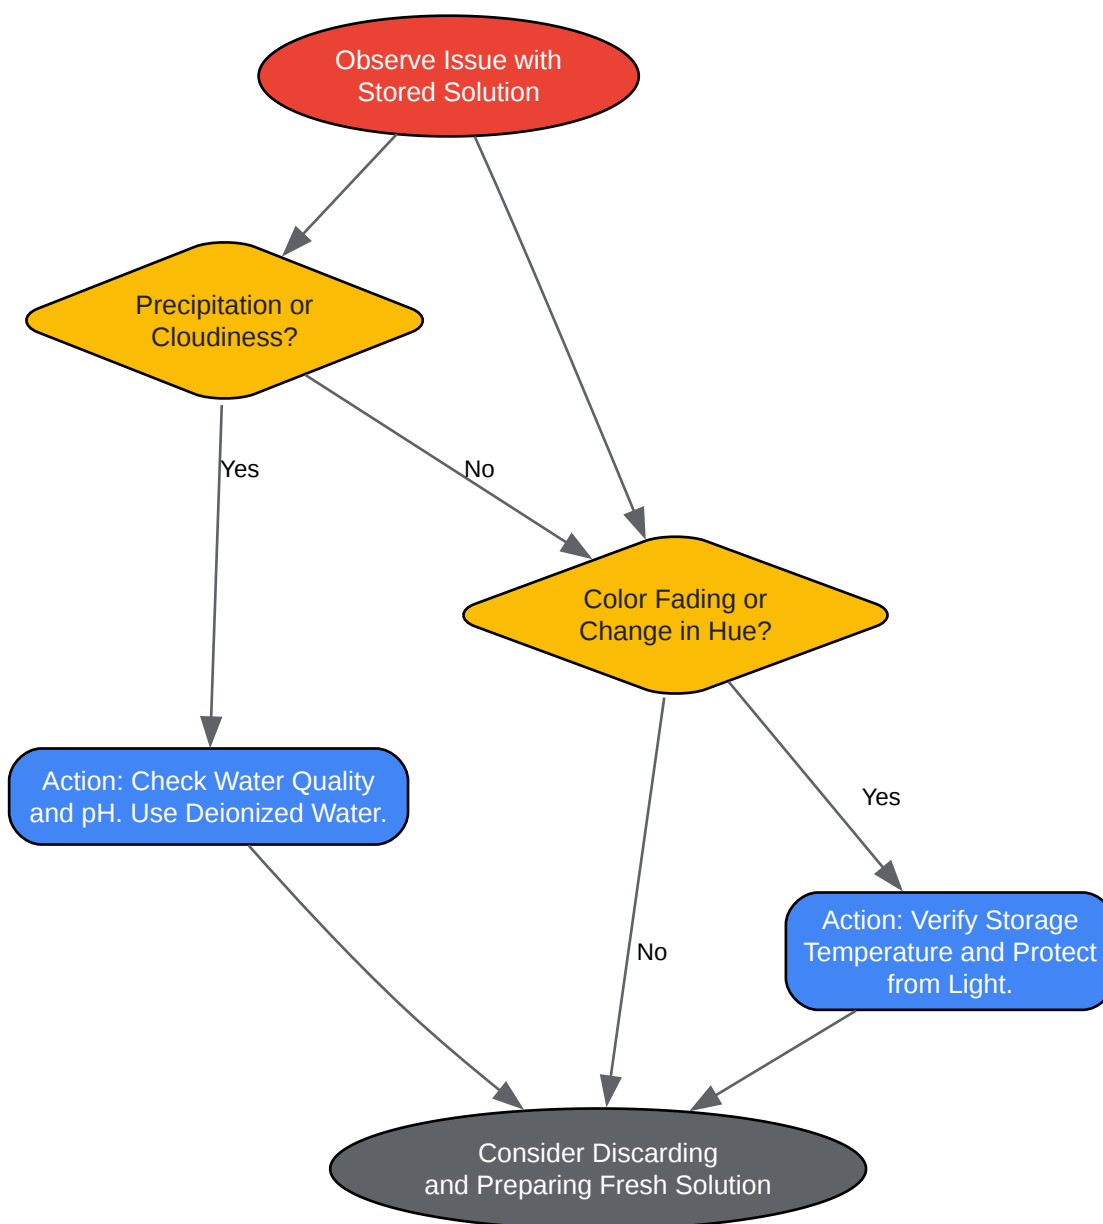 Observe Issue with
Stored Solution
Precipitation or
Cloudiness?
Yes
No
Color Fading or
Change in Hue?
Action: Check Water Quality
and pH. Use Deionized Water.
Yes
No
Action: Verify Storage
Temperature and Protect
from Light.
Consider Discarding
and Preparing Fresh Solution